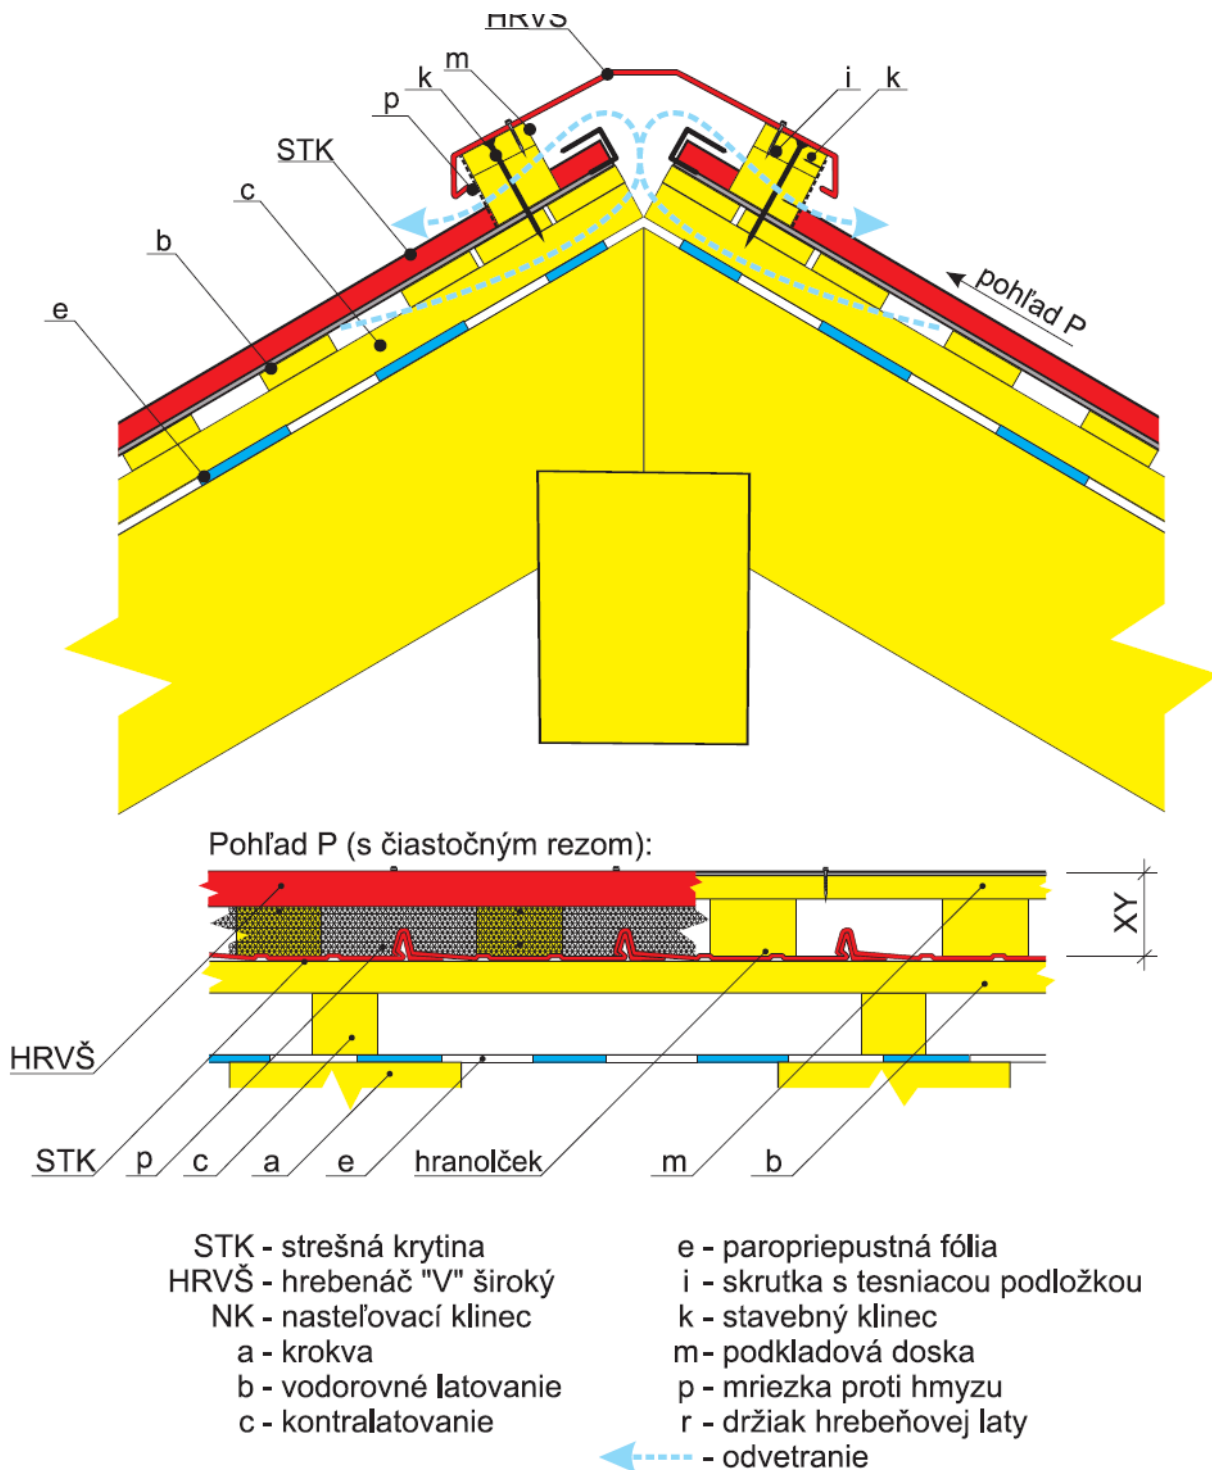 HRVŠ
m
k
p
STK
c
b
e
i
k
pohľad P
Pohľad P (s čiastočným rezom):
XY
HRVŠ
STK
p
c
a
e
hranolček
m
b
STK - strešná krytina
HRVŠ - hrebenáč "V" široký
NK - nasteľovací klinec
a - krokva
b - vodorovné latovanie
c - kontralatovanie
e - paropriepustná fólia
i - skrutka s tesniacou podložkou
k - stavebný klinec
m - podkladová doska
p - mriezka proti hmyzu
r - držiak hrebeňovej laty
- odvetranie